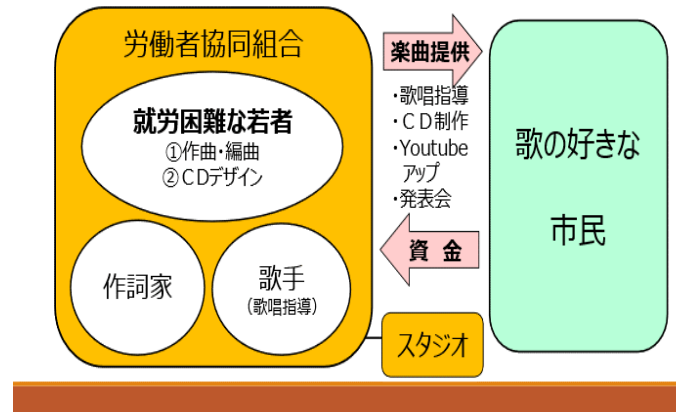 労働者協同組合
就労困難な若者
①作曲・編曲
②CDデザイン
作詞家
歌手
(歌唱指導)
楽曲提供
・歌唱指導
・ＣＤ制作
・Youtube
アップ
・発表会
資 金
スタジオ
歌の好きな
市民